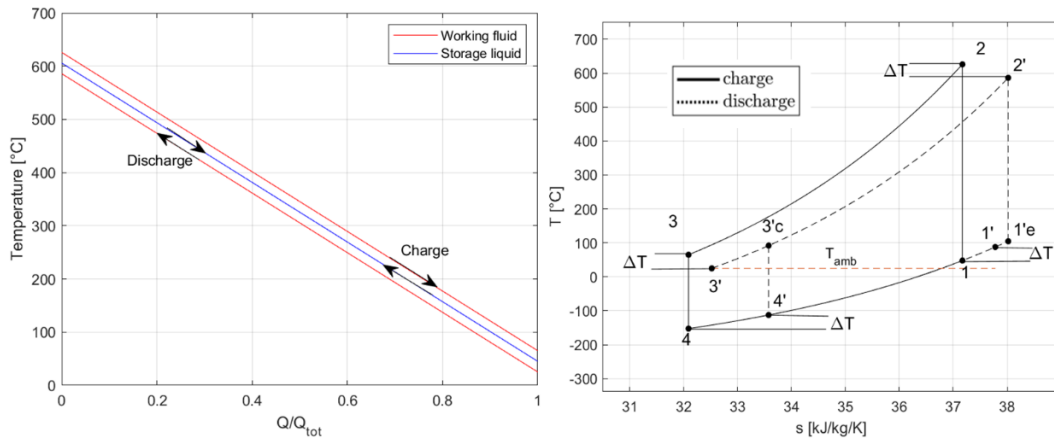 700
600
500
400
300
200
100
0
Temperature [°C]
Working fluid
Storage liquid
Discharge
Charge
0
0.2
0.4
0.6
0.8
1
Q/Qtot
700
600
500
400
300
200
100
0
-100
-200
-300
T [°C]
charge
discharge
2
ΔT
2'
3
3'c
1'
1'e
ΔT
Tamb
ΔT
3'
1
4'
ΔT
4
31
32
33
34
35
36
37
38
s [kJ/kg/K]